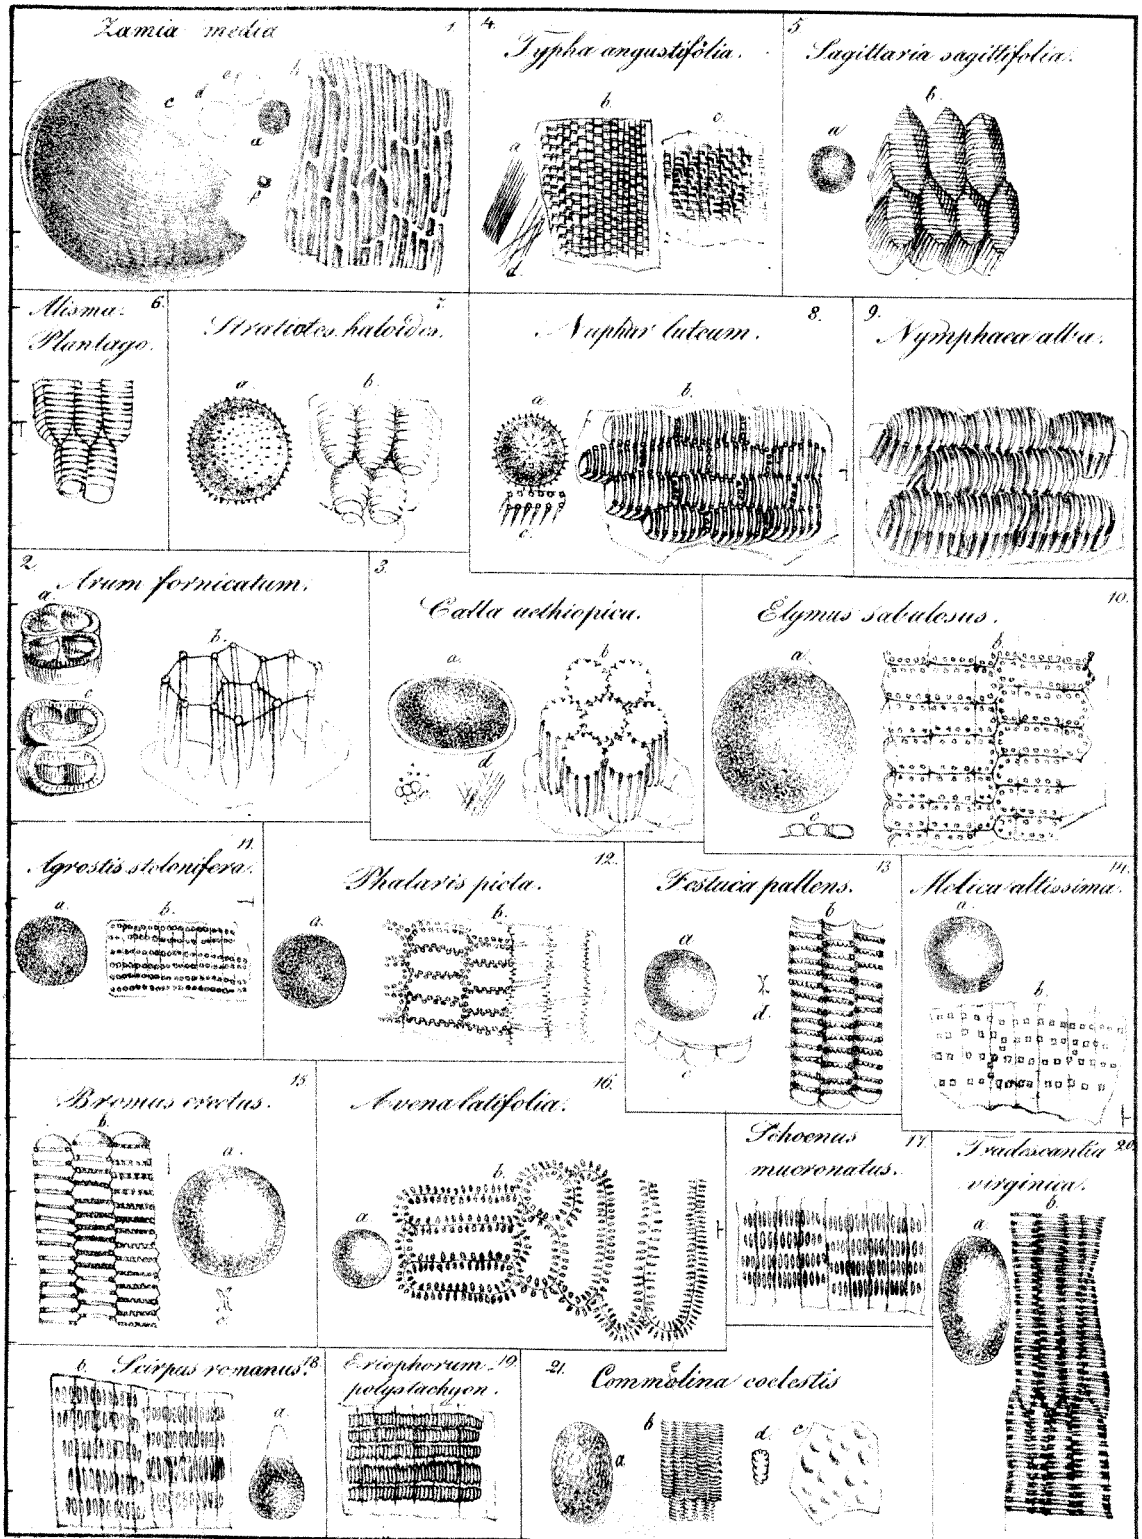 Zamia media 1.
c d e a f b
4. Typha angustifolia.
a b. c. d
5. Sagittaria sagittifolia.
a b.
Alisma 6.
Plantago.
Stratiotes haloides. 7.
a. b.
Nuphar luteum. 8.
a. b. c.
9. Nymphaea alba.
2. Arum fornicatum.
a. b. c
3. Calla aethiopica.
a. b d
Elymus sabulosus. 10.
a. b. c
Agrostis stolonifera. 11.
a. b.
Phalaris picta. 12.
a. b.
Festuca pallens. 13
a b d. c
Melica altissima. 14.
a. b.
Bromus erectus. 15.
b. a. c
Avena latifolia. 16.
a. b.
Schoenus 17.
mucronatus.
Tradescantia 20.
virginica.
a. b.
b. Scirpus romanus. 18.
a.
Eriophorum 19.
polystachyon.
21. Commelina coelestis
a b d. c.